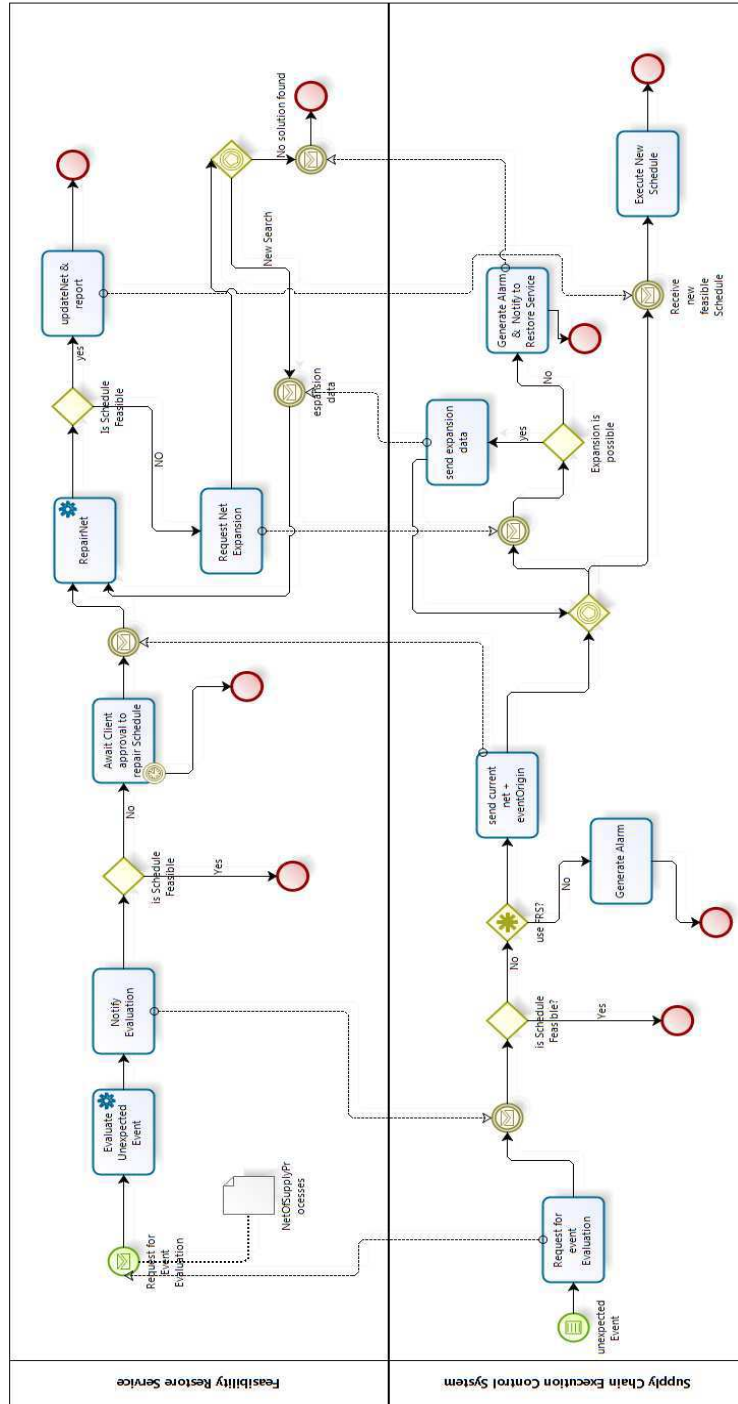 Feasibility Restore Service
Request for
Event
Evaluation
NetOfSupplyPr
ocesses
Evaluate
Unexpected
Event
Notify
Evaluation
is Schedule
Feasible
Yes
No
Await Client
approval to
repair Schedule
RepairNet
Is Schedule
Feasible
yes
NO
updateNet &
report
Request Net
Expansion
New Search
No solution found
espansion
data
Supply Chain Execution Control System
unexpected
Event
Request for
event
Evaluation
is Schedule
Feasible?
Yes
No
use FRS?
No
Generate Alarm
send current
net +
eventOrigin
Expansion is
possible
yes
No
send expansion
data
Generate Alarm
& Notify to
Restore Service
Receive
new
feasible
Schedule
Execute New
Schedule